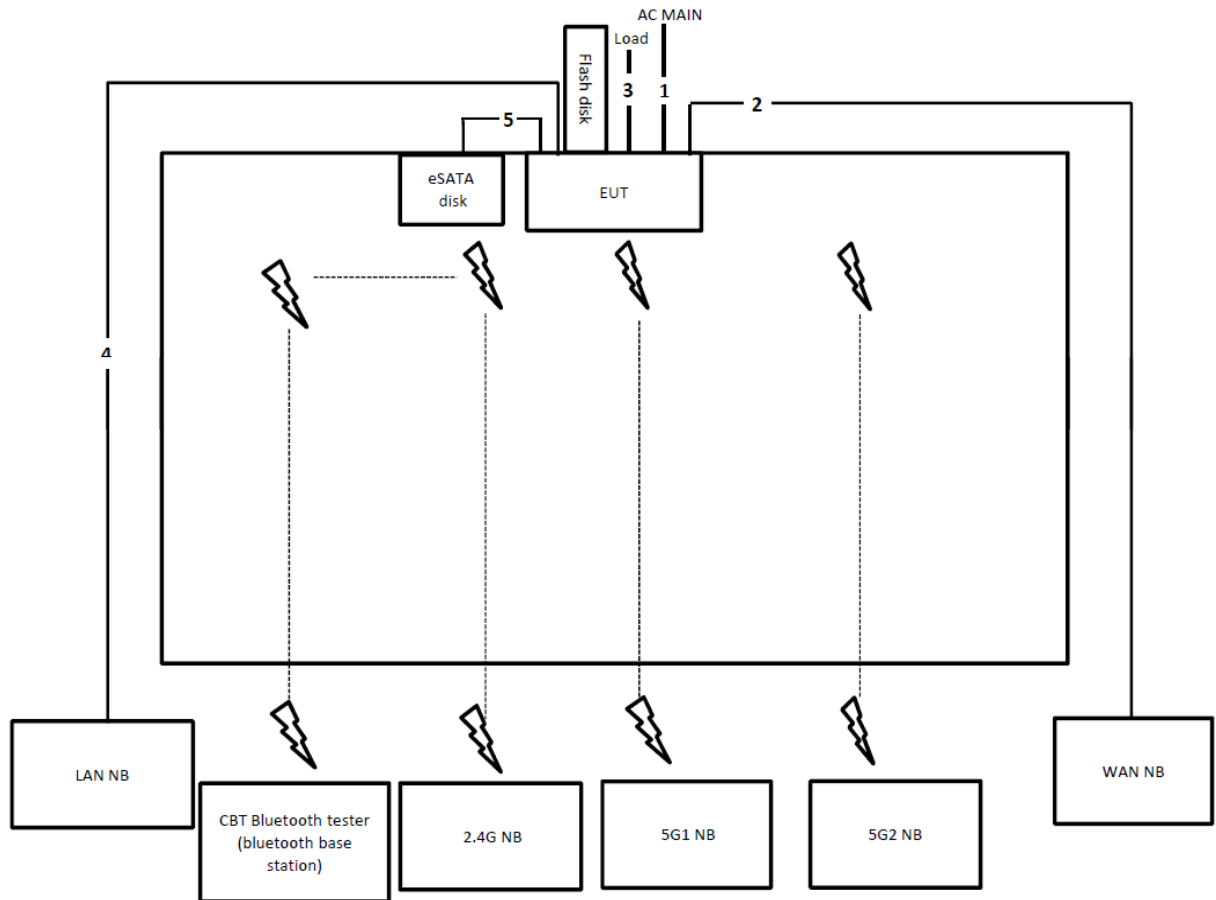 AC MAIN
Load
Flash disk
3
1
2
5
eSATA
disk
EUT
4
LAN NB
WAN NB
CBT Bluetooth tester
(bluetooth base
station)
2.4G NB
5G1 NB
5G2 NB